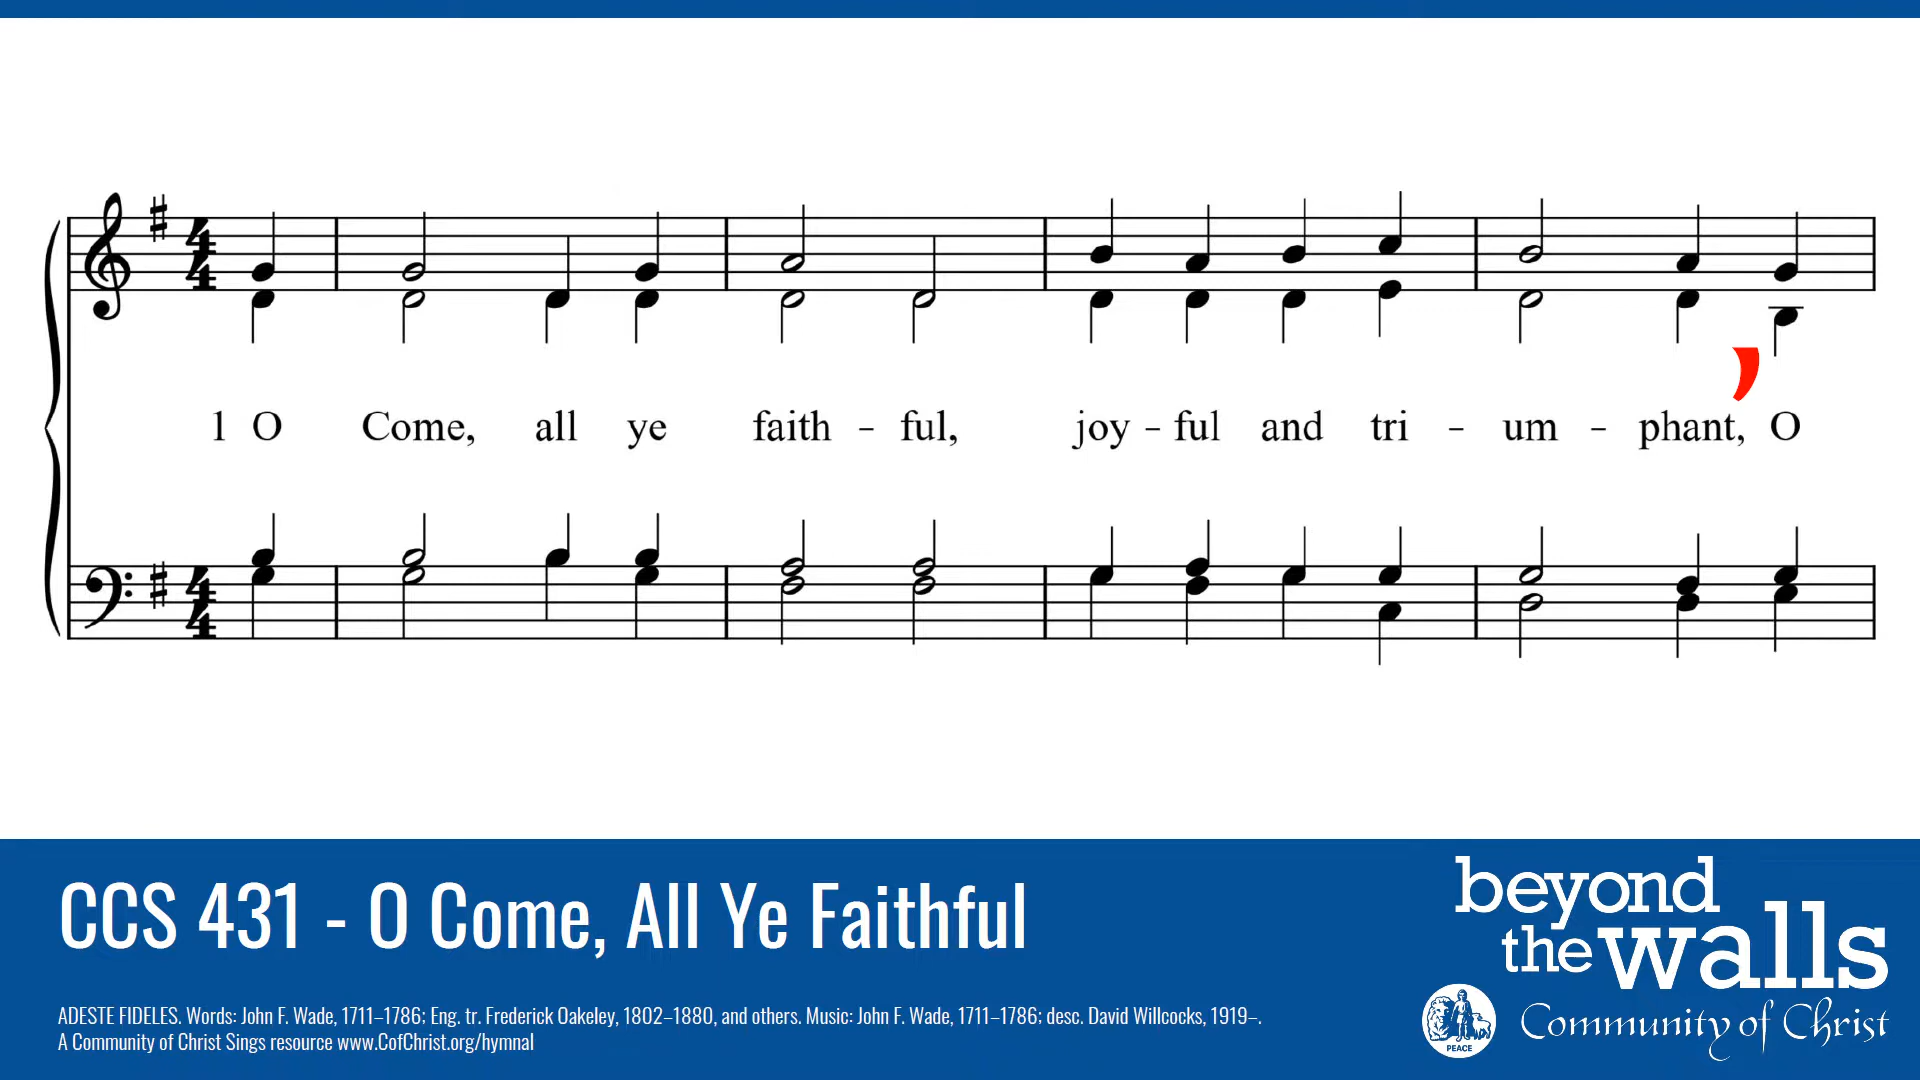 1 O Come, all ye faith - ful, joy - ful and tri - um - phant, O
CCS 431 - O Come, All Ye Faithful
ADESTE FIDELES. Words: John F. Wade, 1711–1786; Eng. tr. Frederick Oakeley, 1802–1880, and others. Music: John F. Wade, 1711–1786; desc. David Willcocks, 1919–.
A Community of Christ Sings resource www.CofChrist.org/hymnal
beyond
the walls
Community of Christ
PEACE